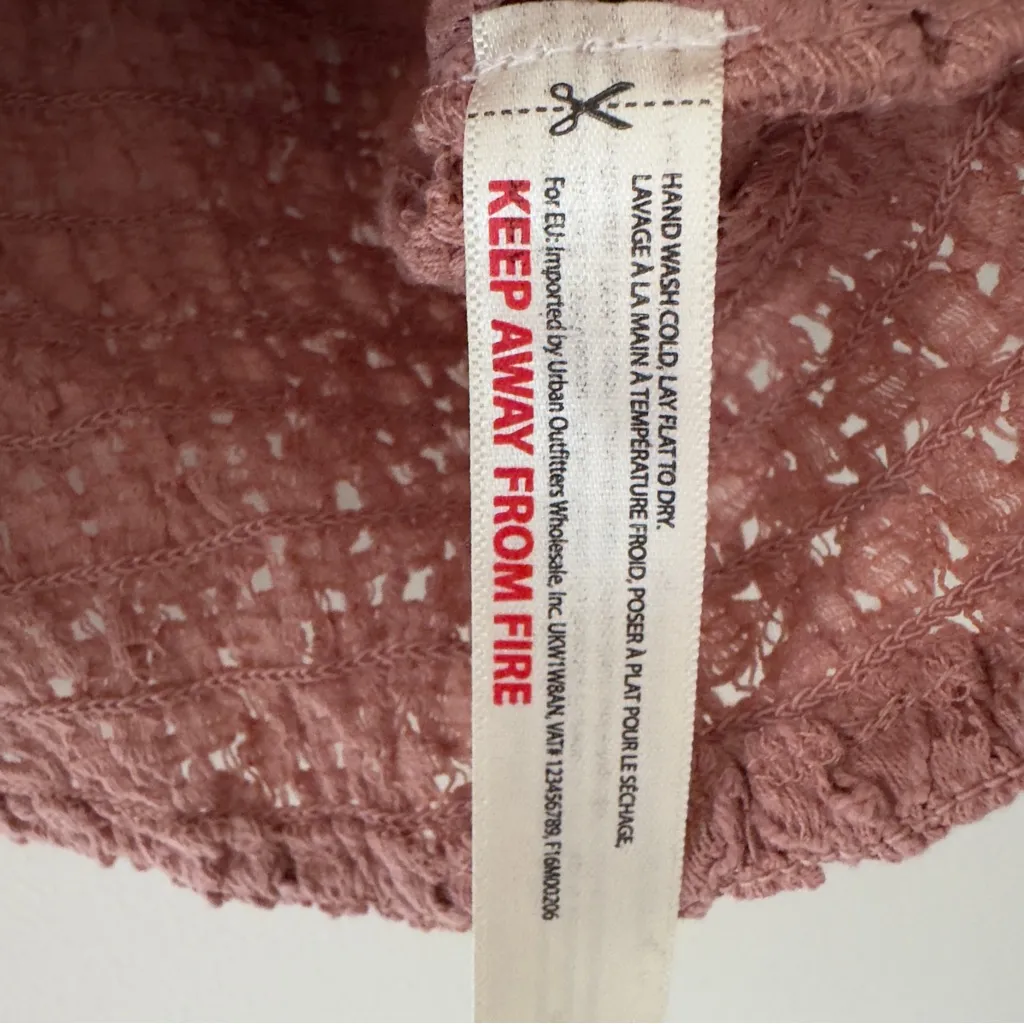 HAND WASH COLD, LAY FLAT TO DRY.
LAVAGE À LA MAIN À TEMPÉRATURE FROID, POSER À PLAT POUR LE SÉCHAGE,
For EU: Imported by Urban Outfitters Wholesale, Inc. UKW1W8AN, VAT# 123456789, F16M00206
KEEP AWAY FROM FIRE